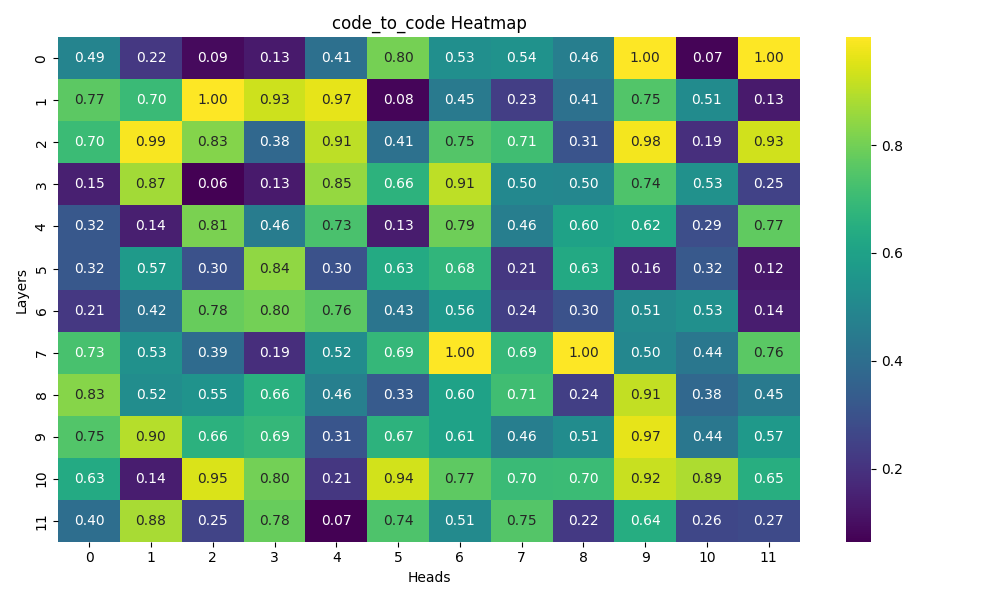 code_to_code Heatmap
0 0.49 0.22 0.09 0.13 0.41 0.80 0.53 0.54 0.46 1.00 0.07 1.00
1 0.77 0.70 1.00 0.93 0.97 0.08 0.45 0.23 0.41 0.75 0.51 0.13
2 0.70 0.99 0.83 0.38 0.91 0.41 0.75 0.71 0.31 0.98 0.19 0.93
3 0.15 0.87 0.06 0.13 0.85 0.66 0.91 0.50 0.50 0.74 0.53 0.25
4 0.32 0.14 0.81 0.46 0.73 0.13 0.79 0.46 0.60 0.62 0.29 0.77
5 0.32 0.57 0.30 0.84 0.30 0.63 0.68 0.21 0.63 0.16 0.32 0.12
6 0.21 0.42 0.78 0.80 0.76 0.43 0.56 0.24 0.30 0.51 0.53 0.14
7 0.73 0.53 0.39 0.19 0.52 0.69 1.00 0.69 1.00 0.50 0.44 0.76
8 0.83 0.52 0.55 0.66 0.46 0.33 0.60 0.71 0.24 0.91 0.38 0.45
9 0.75 0.90 0.66 0.69 0.31 0.67 0.61 0.46 0.51 0.97 0.44 0.57
10 0.63 0.14 0.95 0.80 0.21 0.94 0.77 0.70 0.70 0.92 0.89 0.65
11 0.40 0.88 0.25 0.78 0.07 0.74 0.51 0.75 0.22 0.64 0.26 0.27
0 1 2 3 4 5 6 7 8 9 10 11
Heads
Layers
0.8
0.6
0.4
0.2